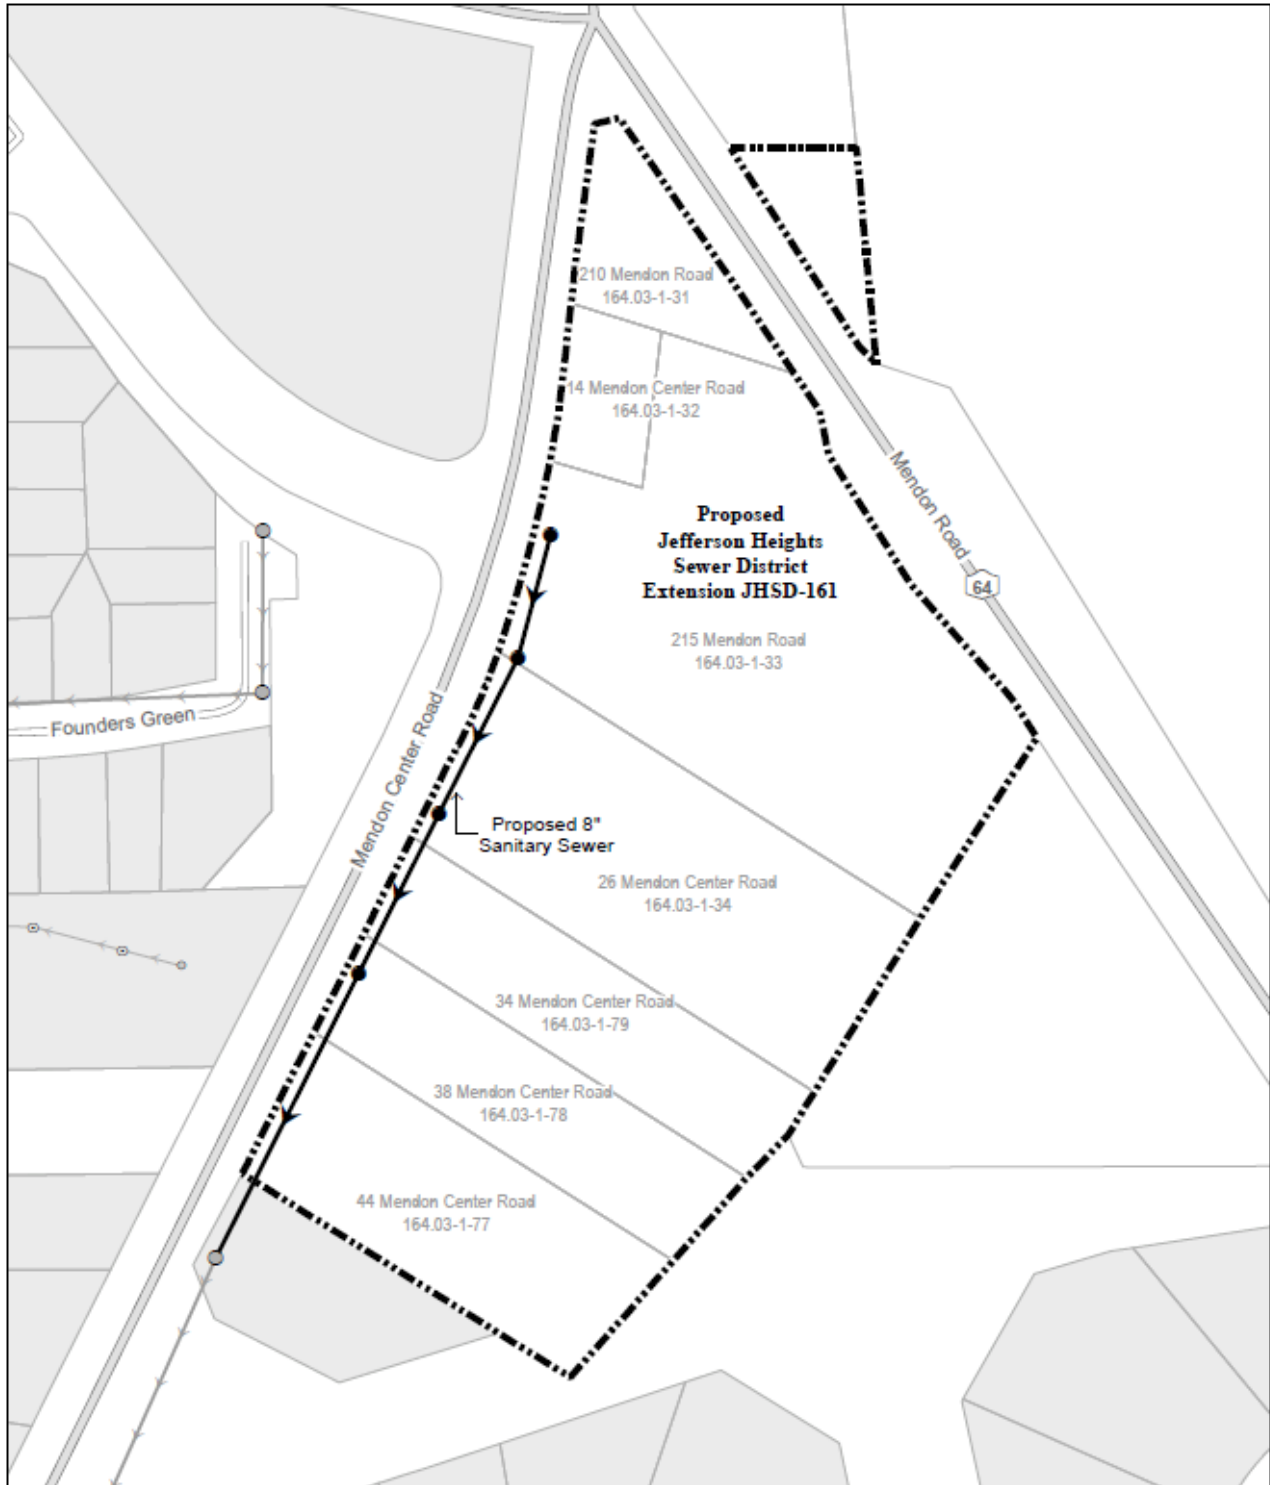 210 Mendon Road
164.03-1-31
14 Mendon Center Road
164.03-1-32
Mendon Road
64
Proposed
Jefferson Heights
Sewer District
Extension JHSD-161
215 Mendon Road
164.03-1-33
Founders Green
Mendon Center Road
Proposed 8"
Sanitary Sewer
26 Mendon Center Road
164.03-1-34
34 Mendon Center Road
164.03-1-79
38 Mendon Center Road
164.03-1-78
44 Mendon Center Road
164.03-1-77